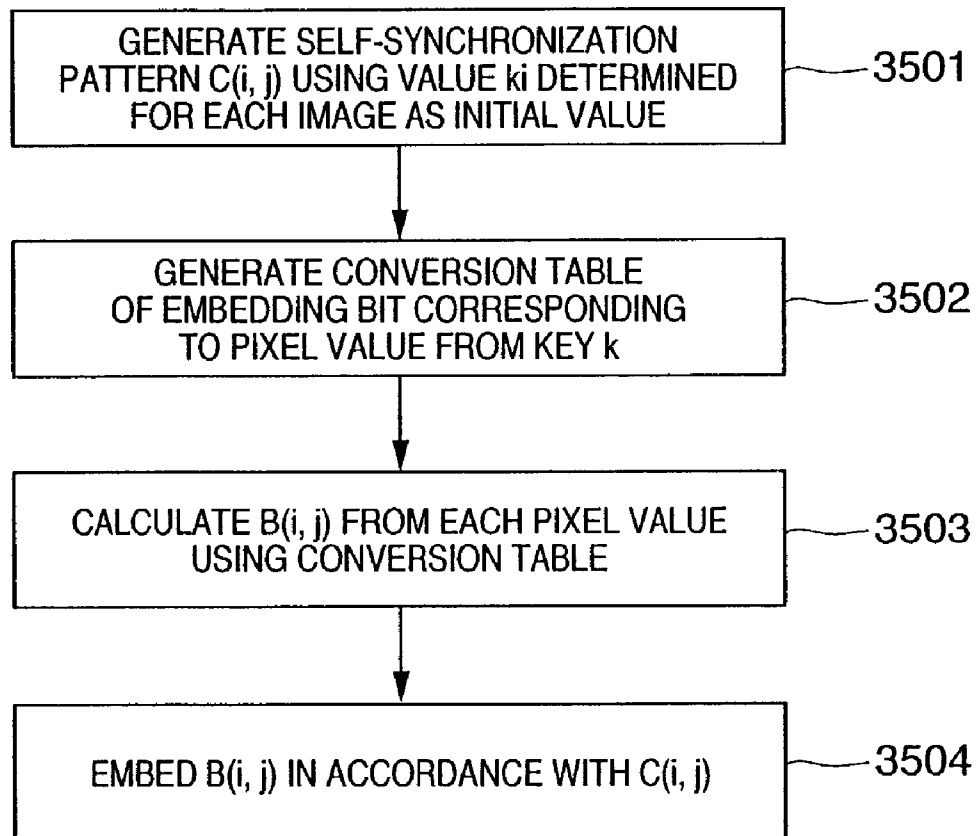 GENERATE SELF-SYNCHRONIZATION
PATTERN C(i, j) USING VALUE ki DETERMINED
FOR EACH IMAGE AS INITIAL VALUE
3501
GENERATE CONVERSION TABLE
OF EMBEDDING BIT CORRESPONDING
TO PIXEL VALUE FROM KEY k
3502
CALCULATE B(i, j) FROM EACH PIXEL VALUE
USING CONVERSION TABLE
3503
EMBED B(i, j) IN ACCORDANCE WITH C(i, j)
3504